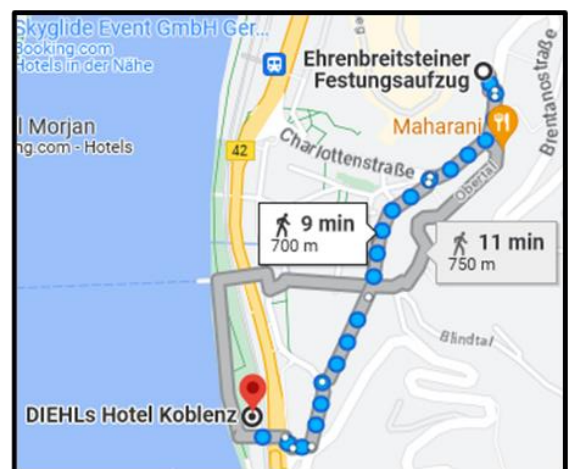 Skyglide Event GmbH Ger...
Booking.com
Hotels in der Nähe
Ehrenbreitsteiner
Festungsaufzug
l Morjan
ng.com - Hotels
Maharani
Brentanostraße
42
Charlottenstraße
Obertal
9 min
700 m
11 min
750 m
Blindtal
DIEHLs Hotel Koblenz